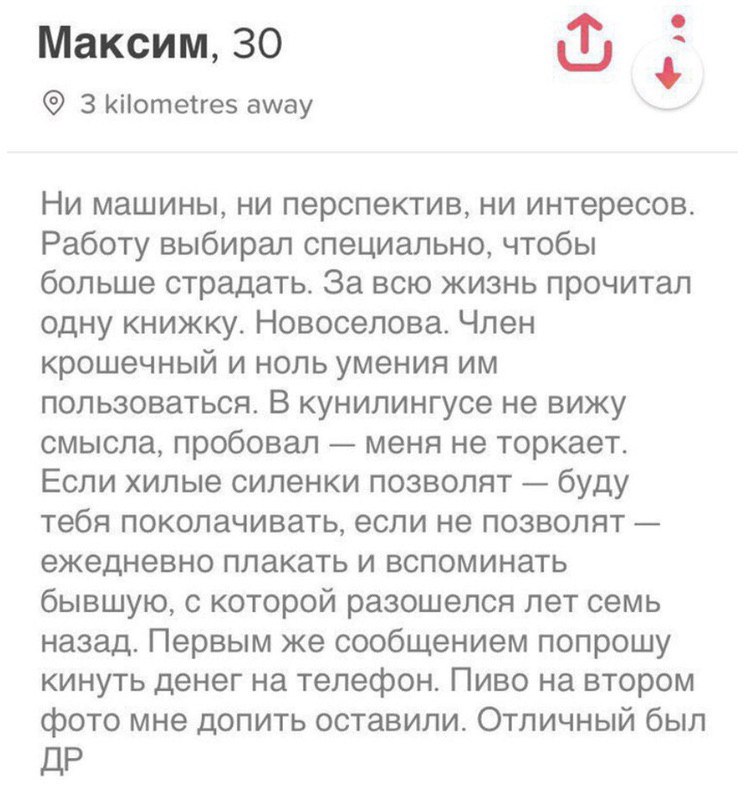 Максим, 30
3 kilometres away
Ни машины, ни перспектив, ни интересов.
Работу выбирал специально, чтобы
больше страдать. За всю жизнь прочитал
одну книжку. Новоселова. Член
крошечный и ноль умения им
пользоваться. В кунилингусе не вижу
смысла, пробовал — меня не торкает.
Если хилые силенки позволят — буду
тебя поколачивать, если не позволят —
ежедневно плакать и вспоминать
бывшую, с которой разошелся лет семь
назад. Первым же сообщением попрошу
кинуть денег на телефон. Пиво на втором
фото мне допить оставили. Отличный был
ДР